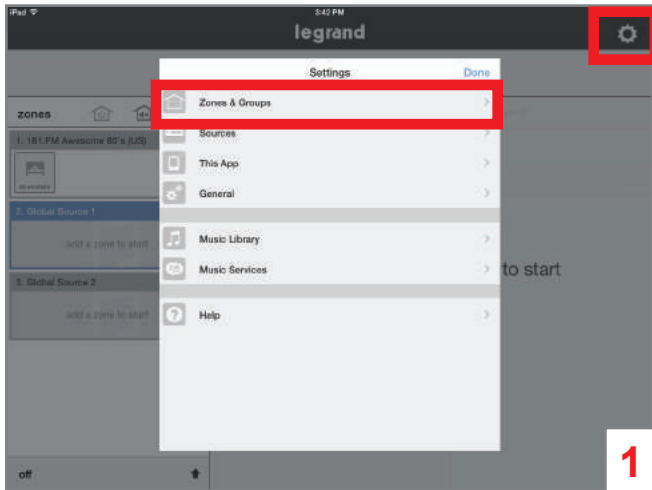 iPad
3:42 PM
legrand
Settings
Done
Zones & Groups
Sources
This App
General
Music Library
Music Services
Help
zones
1. 181.FM Awesome 80's (US)
2. Global Source 1
add a zone to start
3. Global Source 2
add a zone to start
to start
off
1